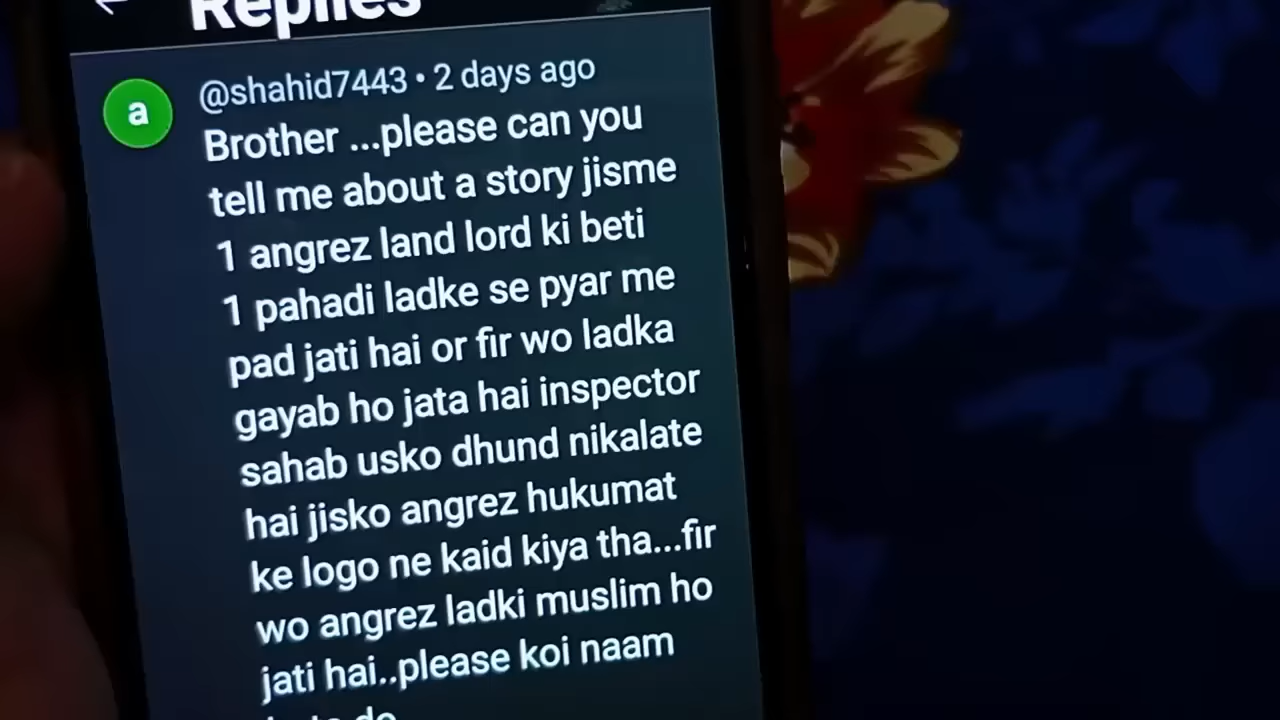 Replies
a
@shahid7443 • 2 days ago
Brother ...please can you
tell me about a story jisme
1 angrez land lord ki beti
1 pahadi ladke se pyar me
pad jati hai or fir wo ladka
gayab ho jata hai inspector
sahab usko dhund nikalate
hai jisko angrez hukumat
ke logo ne kaid kiya tha...fir
wo angrez ladki muslim ho
jati hai..please koi naam
do